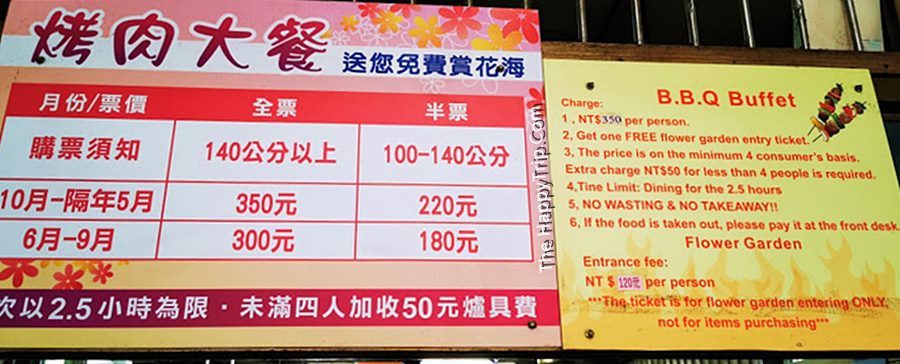 烤肉大餐
送您免費賞花海
月份/票價 全票 半票
購票須知 140公分以上 100-140公分
10月-隔年5月 350元 220元
6月-9月 300元 180元
次以2.5小時為限·未滿四人加收50元爐具費
B.B.Q Buffet
Charge:
1 , NT$350 per person.
2, Get one FREE flower garden entry ticket.
3, The price is on the minimum 4 consumer's basis.
Extra charge NT$50 for less than 4 people is required.
4,Tine Limit: Dining for the 2.5 hours
5, NO WASTING & NO TAKEAWAY!!
6, If the food is taken out, please pay it at the front desk.
Flower Garden
Entrance fee:
NT $ 120元 per person
***The ticket is for flower garden entering ONLY,
not for items purchasing***
The HappyTrip.Com